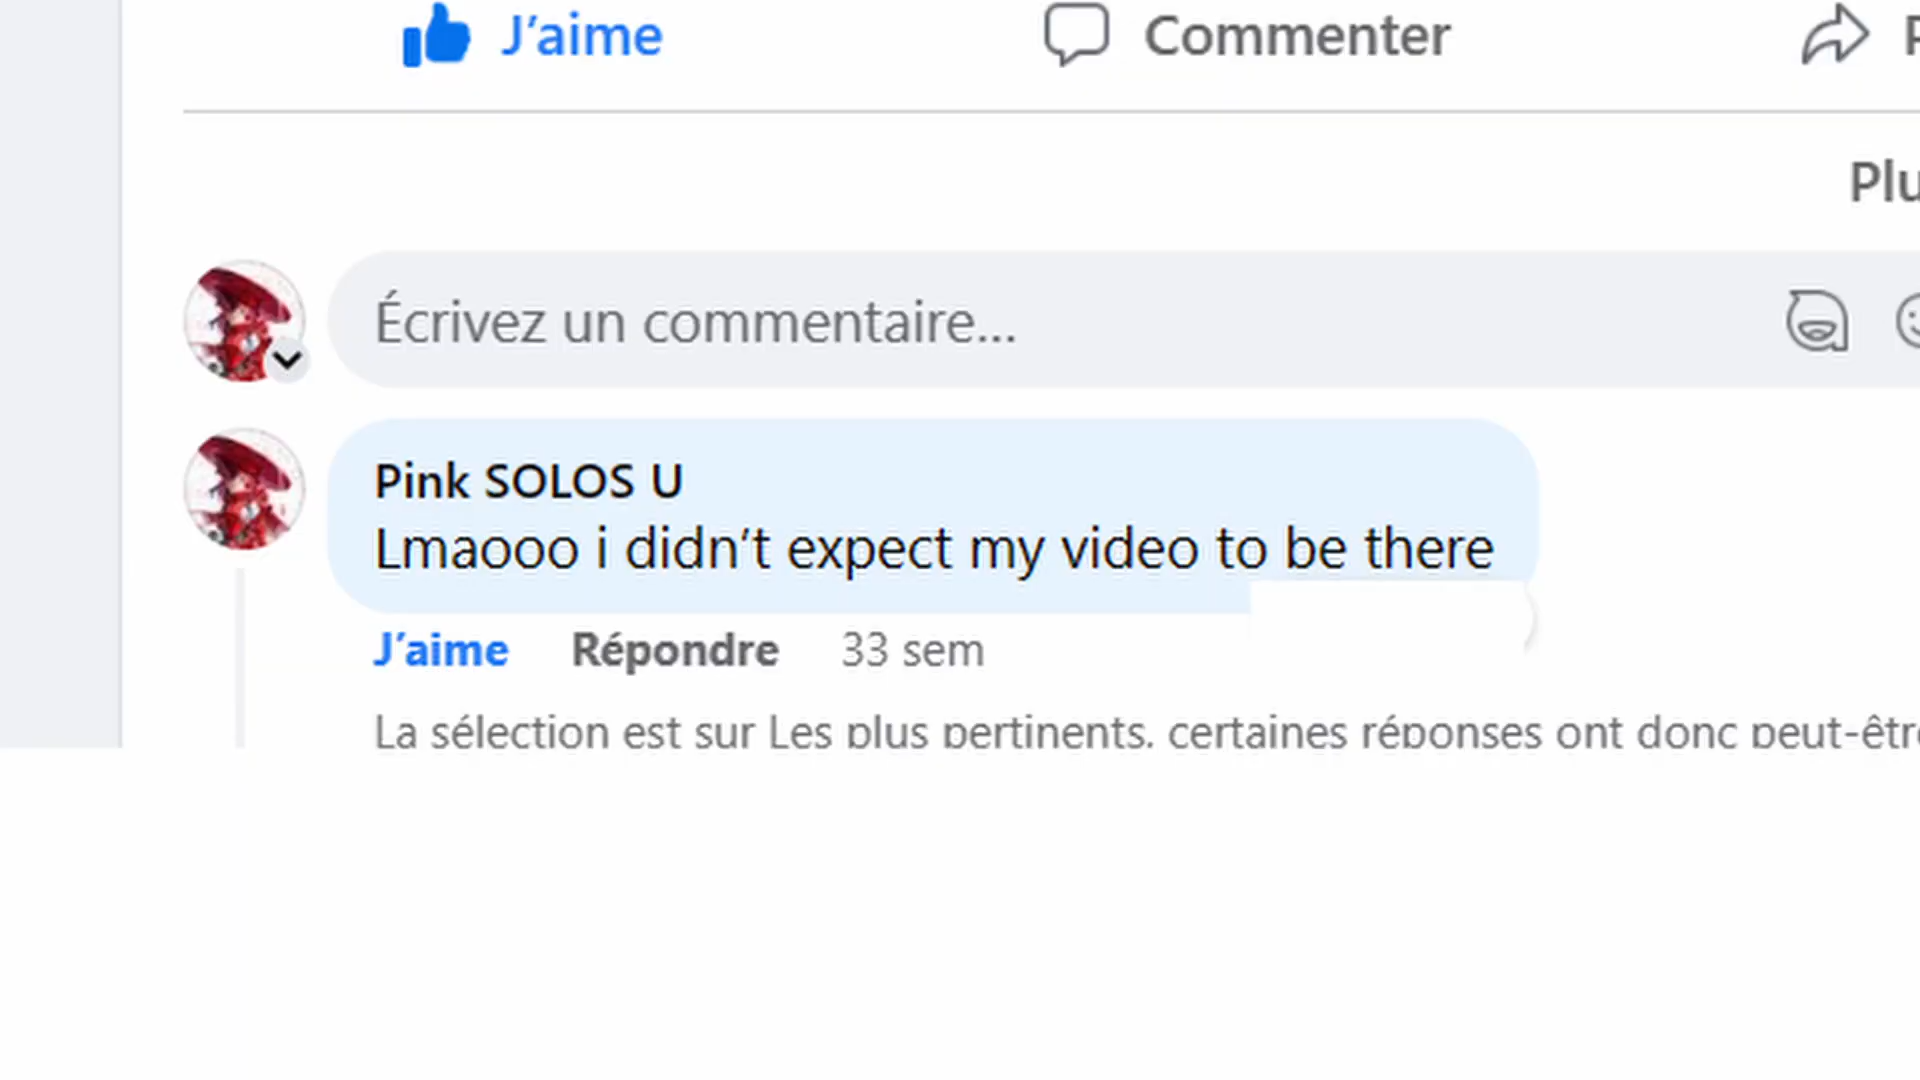 J’aime
Commenter
Plu
Écrivez un commentaire...
Pink SOLOS U
Lmaooo i didn’t expect my video to be there
J’aime Répondre 33 sem
La sélection est sur Les plus pertinents. certaines réponses ont donc peut-êtr